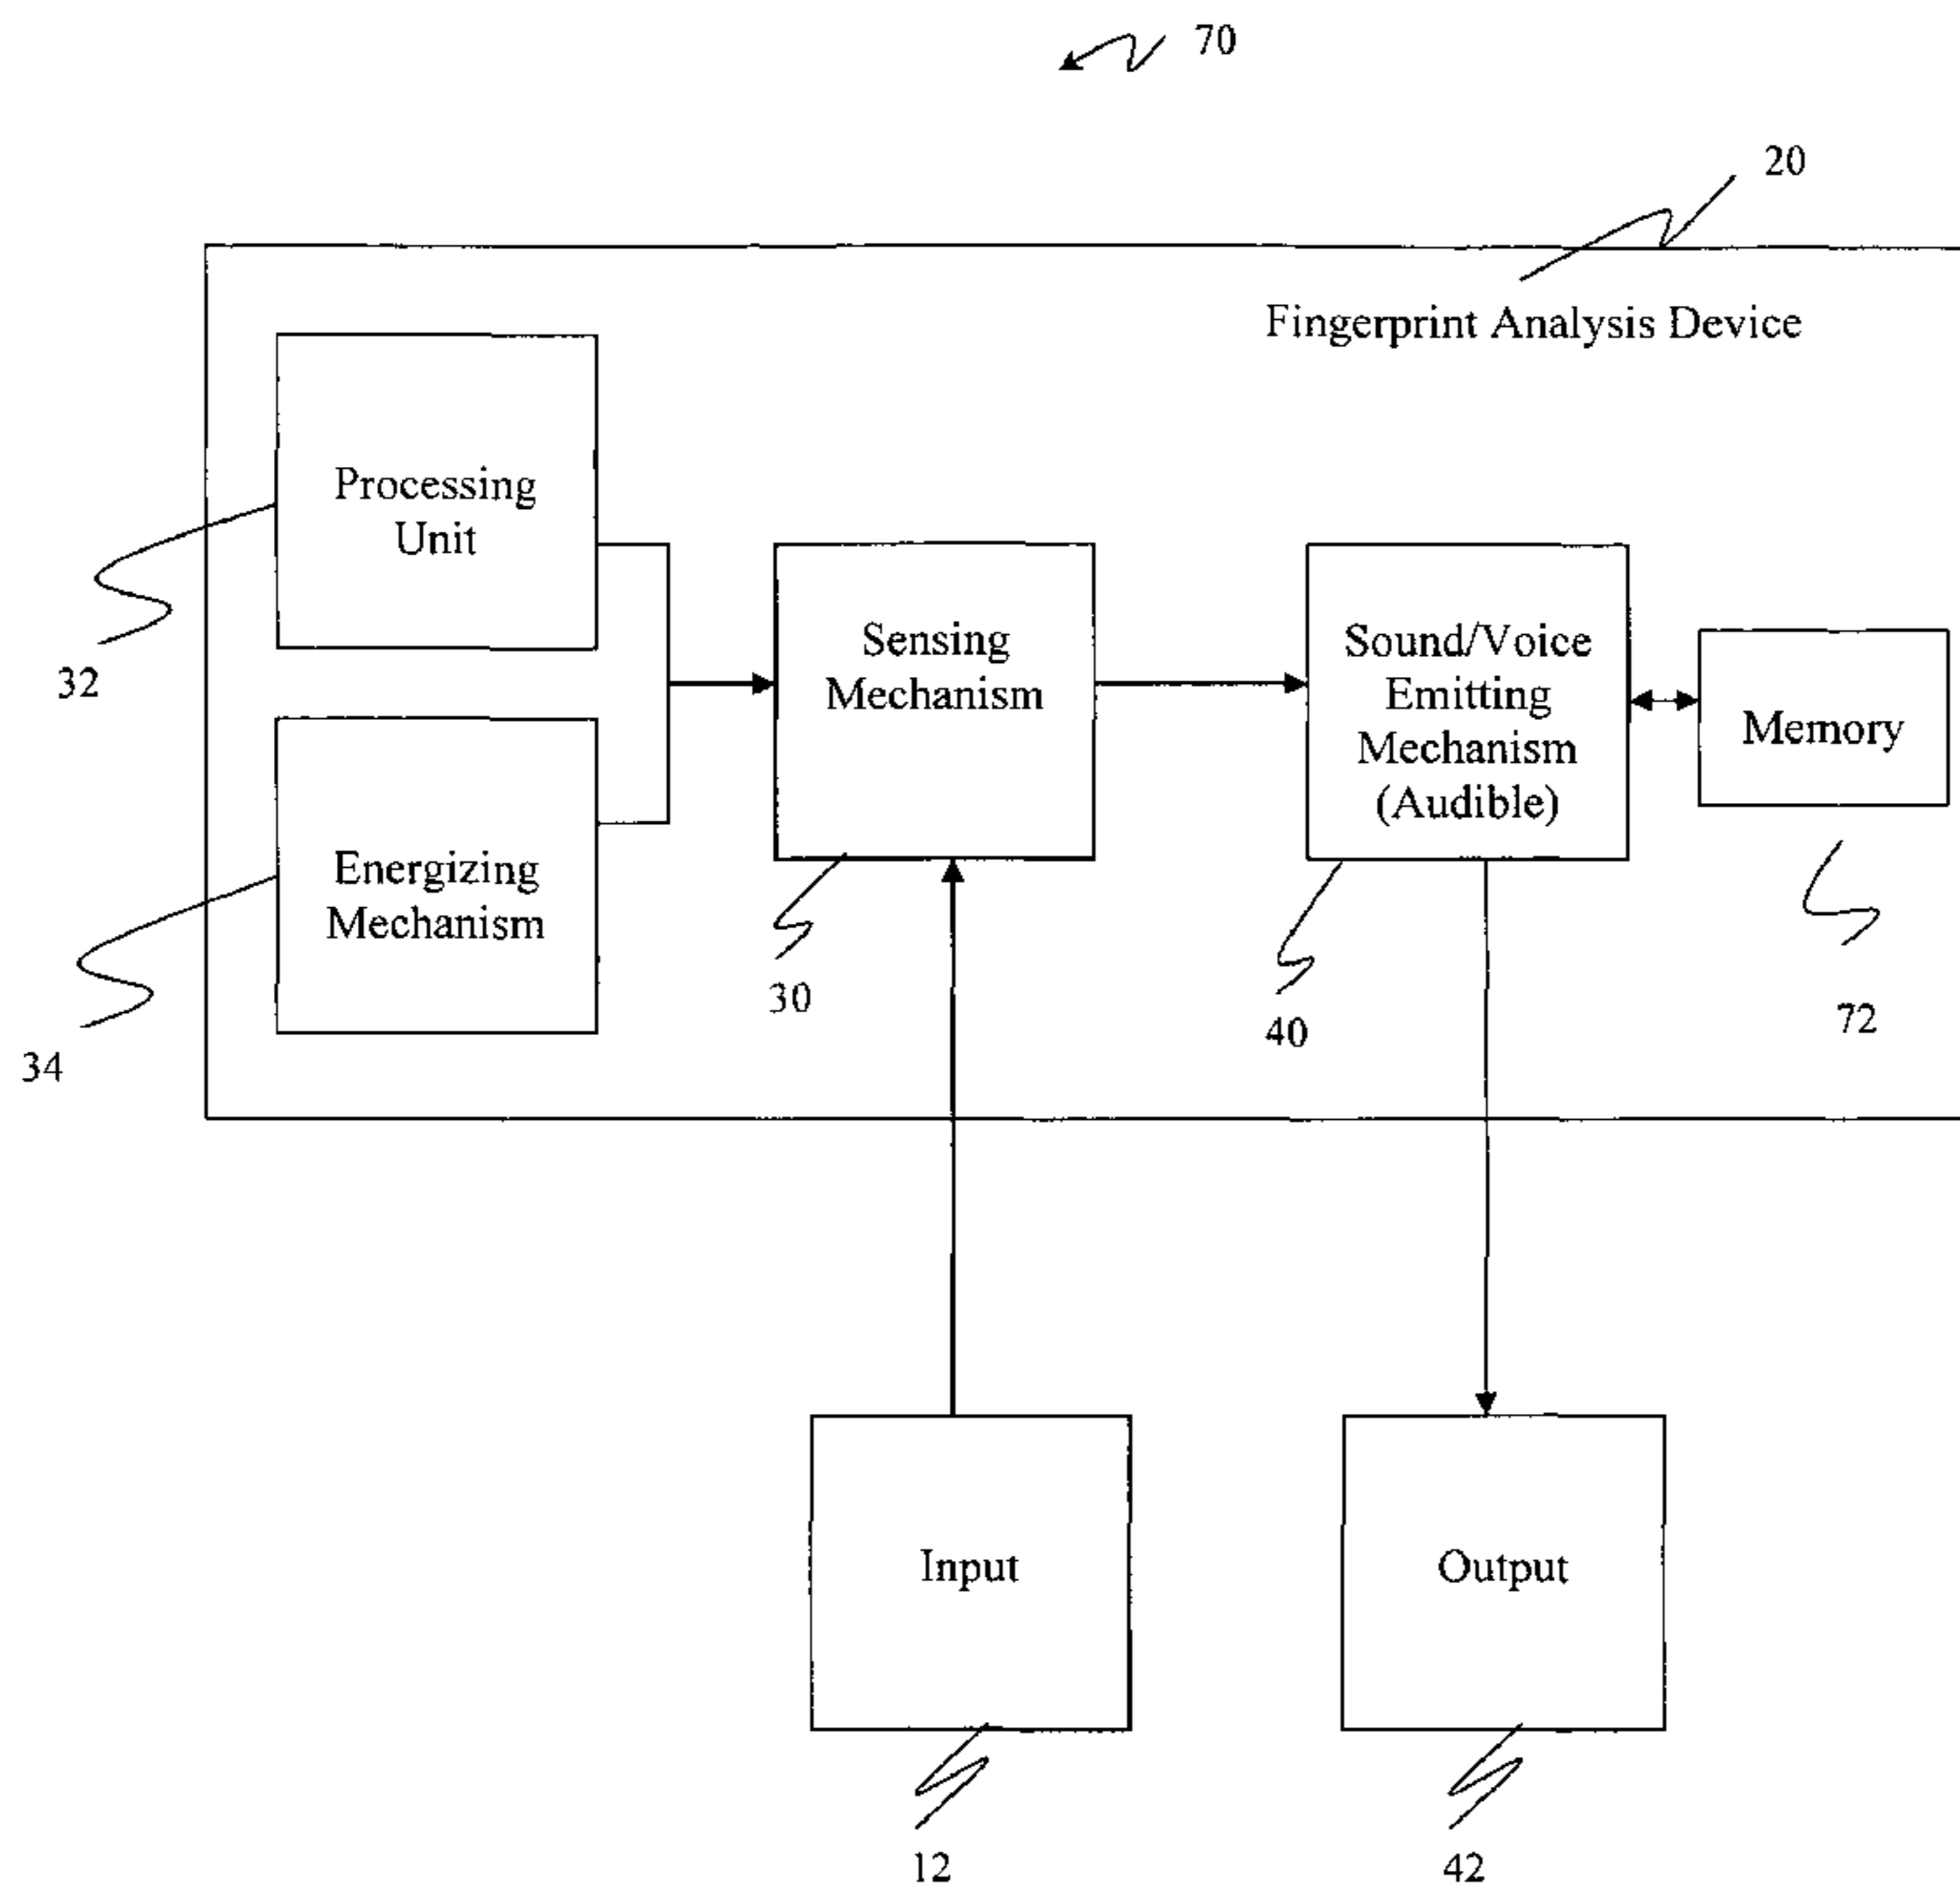 70
20
Fingerprint Analysis Device
Processing
Unit
32
Energizing
Mechanism
34
Sensing
Mechanism
30
Sound/Voice
Emitting
Mechanism
(Audible)
40
Memory
72
Input
12
Output
42